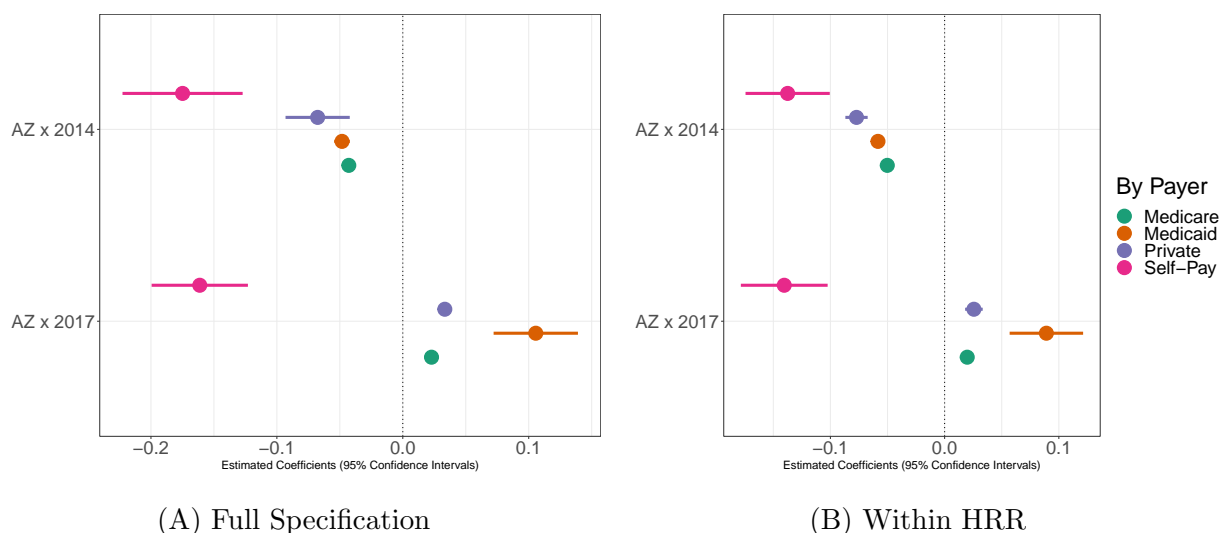 AZ x 2014
AZ x 2017
−0.2 −0.1 0.0 0.1
Estimated Coefficients (95% Confidence Intervals)
(A) Full Specification
AZ x 2014
AZ x 2017
−0.1 0.0 0.1
Estimated Coefficients (95% Confidence Intervals)
(B) Within HRR
By Payer
Medicare
Medicaid
Private
Self−Pay